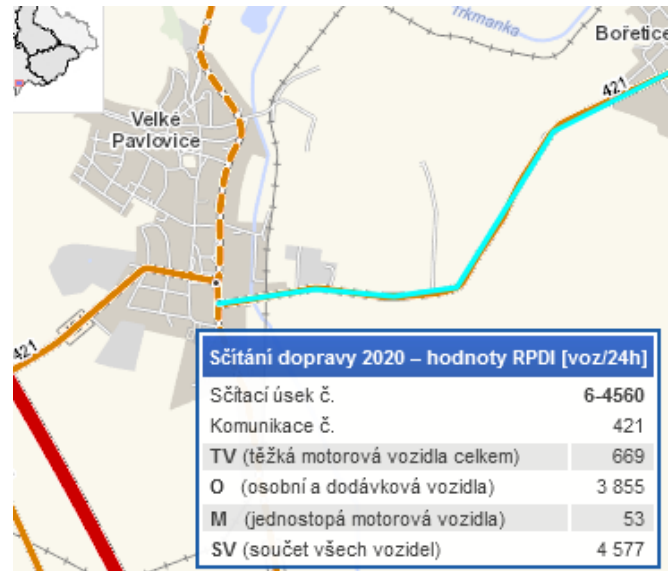 Trkmanka
Bořetice
421
Velké
Pavlovice
421
Sčítání dopravy 2020 – hodnoty RPDI [voz/24h]
Sčítací úsek č. 6-4560
Komunikace č. 421
TV (těžká motorová vozidla celkem) 669
O (osobní a dodávková vozidla) 3 855
M (jednostopá motorová vozidla) 53
SV (součet všech vozidel) 4 577